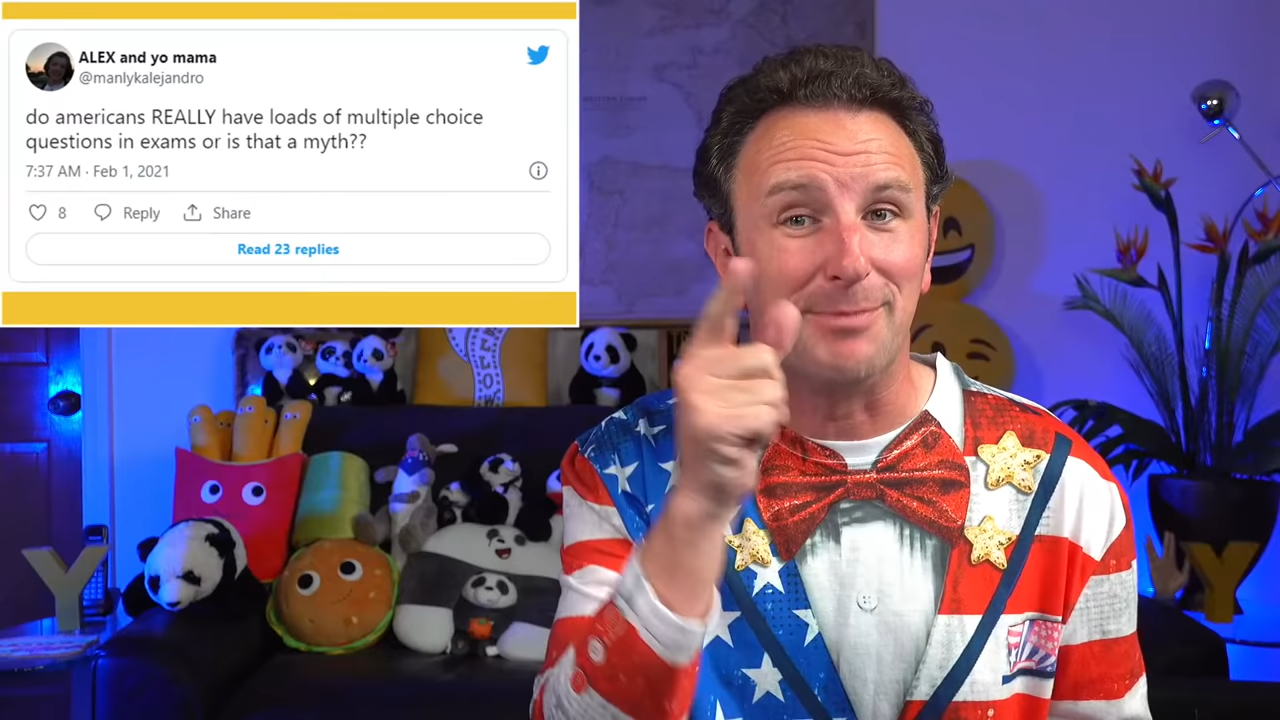 ALEX and yo mama
@manlykalejandro
do americans REALLY have loads of multiple choice
questions in exams or is that a myth??
7:37 AM · Feb 1, 2021
8 Reply Share
Read 23 replies
Y
Y